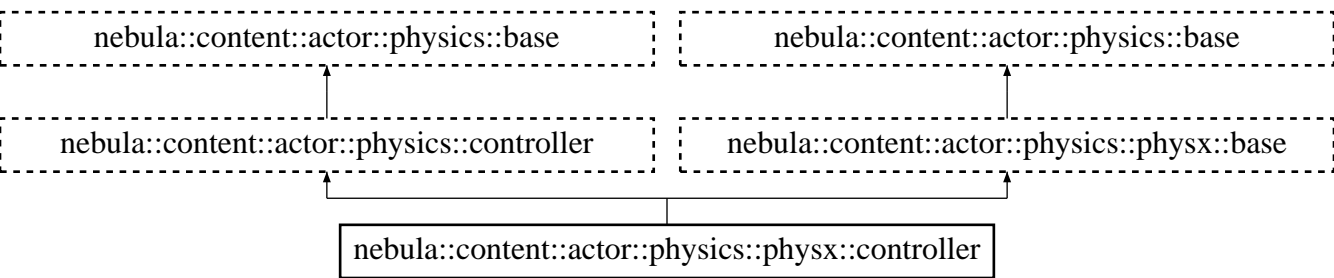 nebula::content::actor::physics::base
nebula::content::actor::physics::base
nebula::content::actor::physics::controller
nebula::content::actor::physics::physx::base
nebula::content::actor::physics::physx::controller